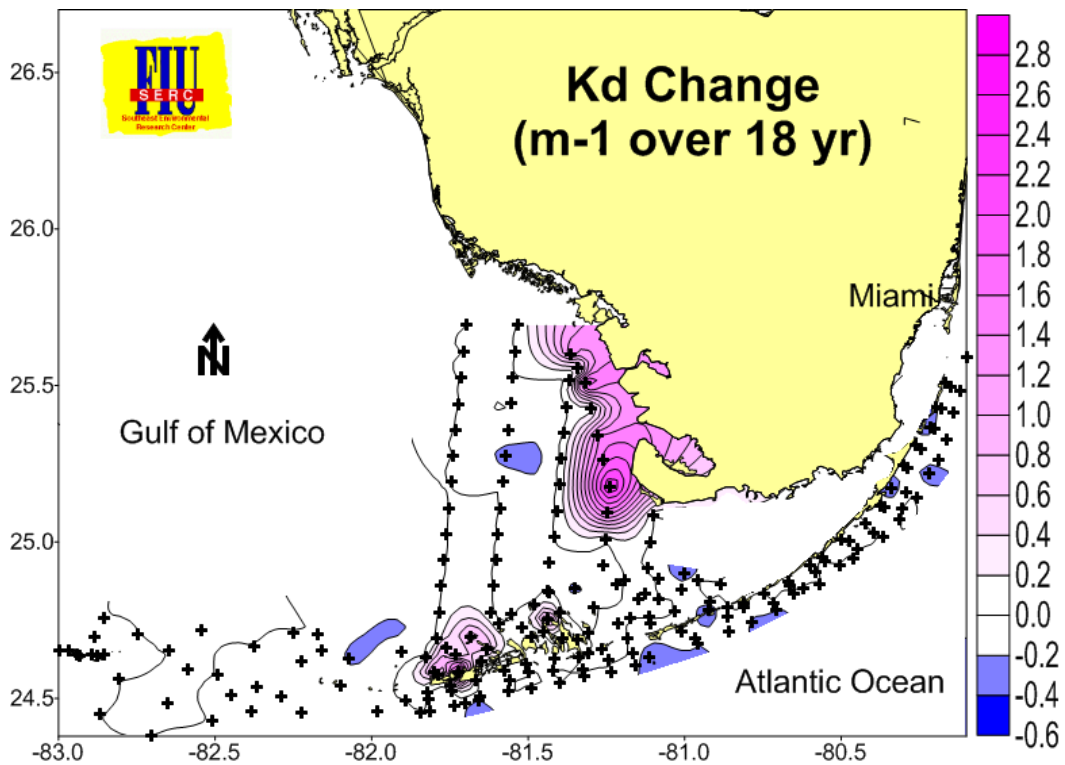 FIU
SERC
Southeast Environmental
Research Center
Kd Change
(m-1 over 18 yr)
Miami
Gulf of Mexico
N
Atlantic Ocean
26.5
26.0
25.5
25.0
24.5
-83.0
-82.5
-82.0
-81.5
-81.0
-80.5
2.8
2.6
2.4
2.2
2.0
1.8
1.6
1.4
1.2
1.0
0.8
0.6
0.4
0.2
0.0
-0.2
-0.4
-0.6